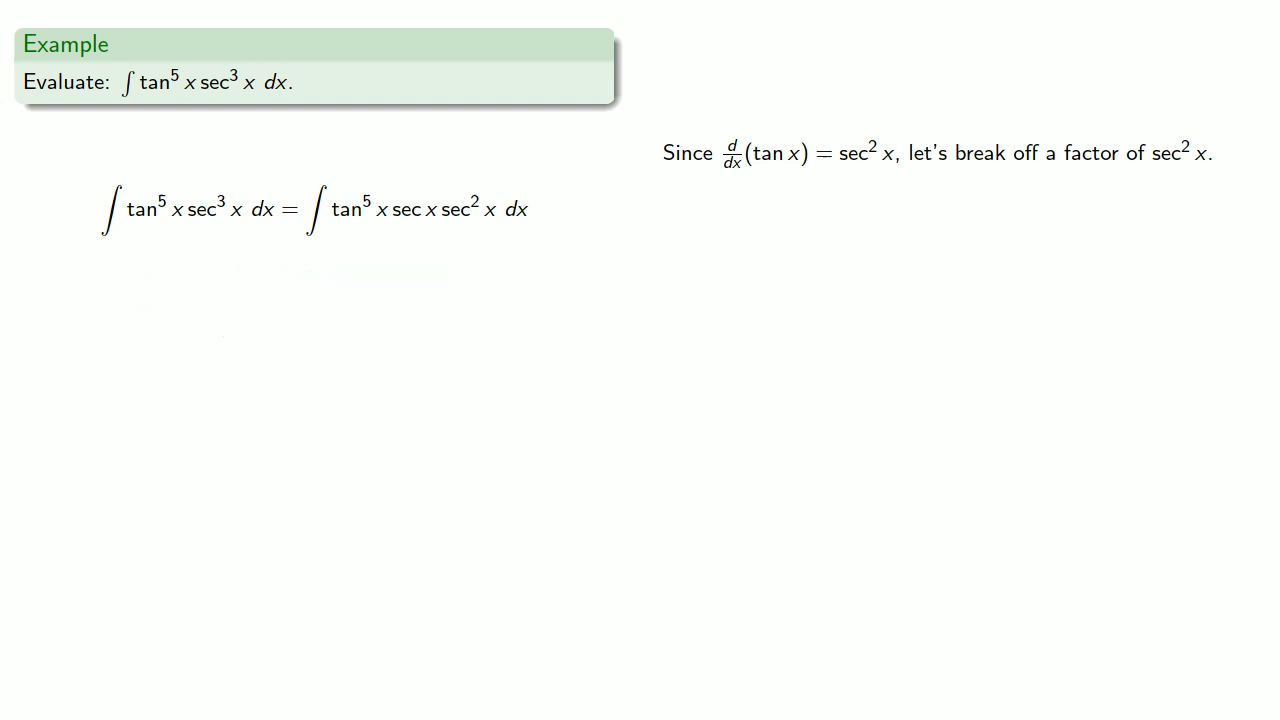 Example
Evaluate: ∫ tan⁵ x sec³ x dx.
Since d/dx (tan x) = sec² x, let's break off a factor of sec² x.
∫ tan⁵ x sec³ x dx = ∫ tan⁵ x sec x sec² x dx